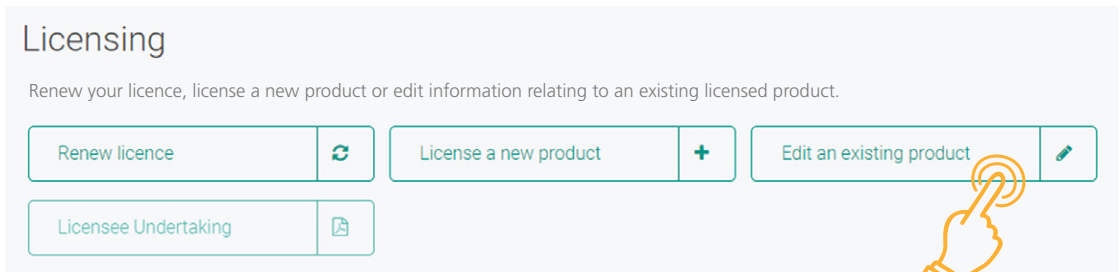 Licensing
Renew your licence, license a new product or edit information relating to an existing licensed product.
Renew licence
License a new product
Edit an existing product
Licensee Undertaking